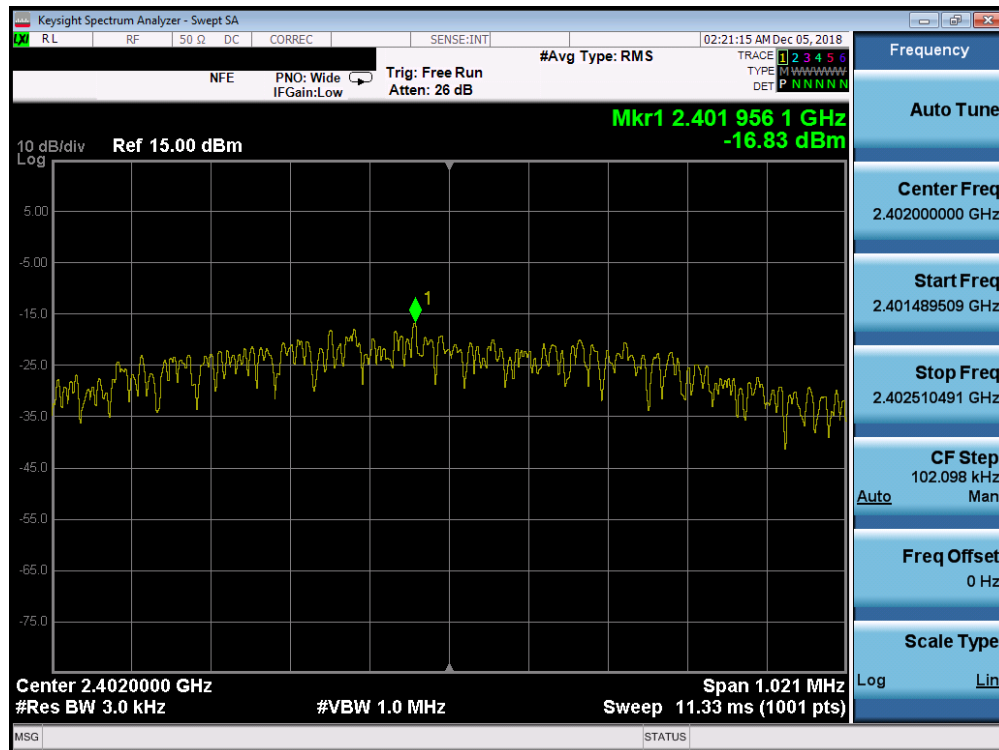 Keysight Spectrum Analyzer - Swept SA
LXI RL RF 50 Ω DC CORREC SENSE:INT 02:21:15 AM Dec 05, 2018
#Avg Type: RMS TRACE 1 2 3 4 5 6
NFE PNO: Wide Trig: Free Run TYPE M WWWWW
IFGain:Low Atten: 26 dB DET P N N N N N
Mkr1 2.401 956 1 GHz
-16.83 dBm
10 dB/div Ref 15.00 dBm
Log
1
5.00
-5.00
-15.0
-25.0
-35.0
-45.0
-55.0
-65.0
-75.0
Center 2.4020000 GHz Span 1.021 MHz
#Res BW 3.0 kHz #VBW 1.0 MHz Sweep 11.33 ms (1001 pts)
MSG STATUS
Frequency
Auto Tune
Center Freq
2.402000000 GHz
Start Freq
2.401489509 GHz
Stop Freq
2.402510491 GHz
CF Step
102.098 kHz
Auto Man
Freq Offset
0 Hz
Scale Type
Log Lin